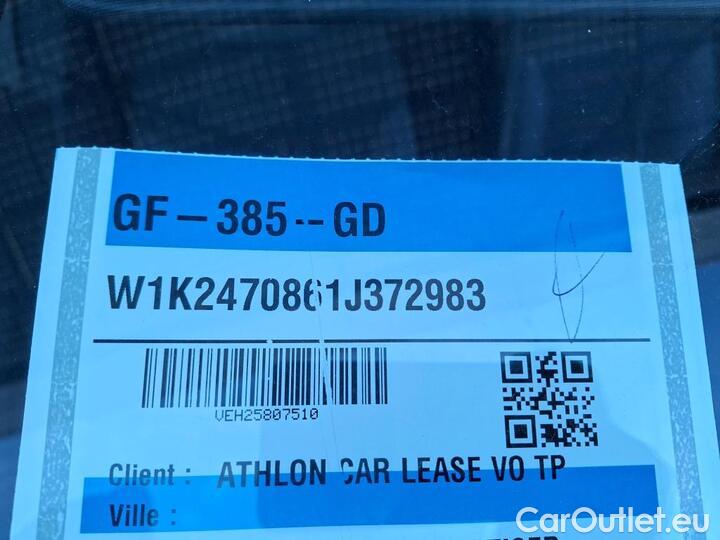 GF-385--GD
W1K2470861J372983
VEH25807510
Client : ATHLON CAR LEASE VO TP
Ville :
CarOutlet.eu